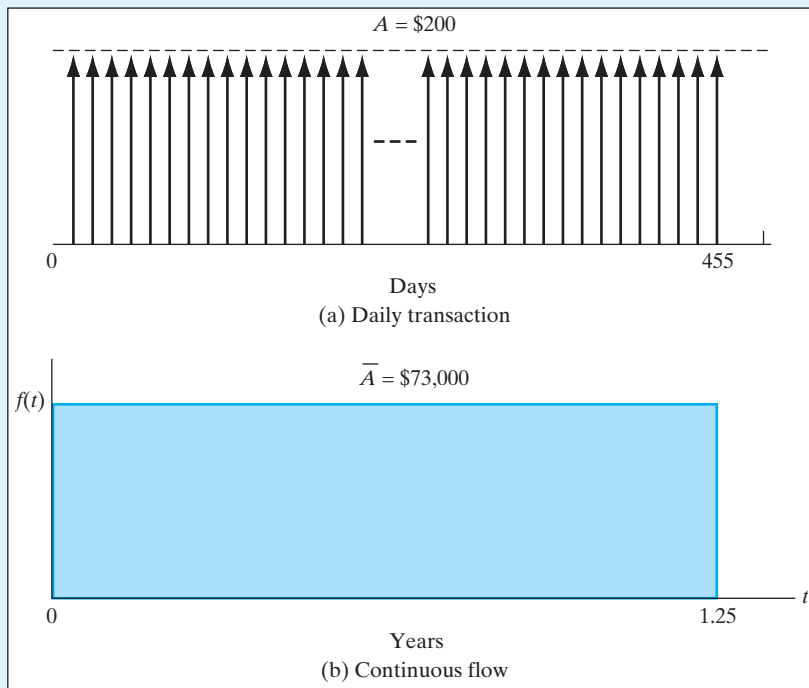 A = $200
0
455
Days
(a) Daily transaction
A̅ = $73,000
f(t)
t
0
1.25
Years
(b) Continuous flow